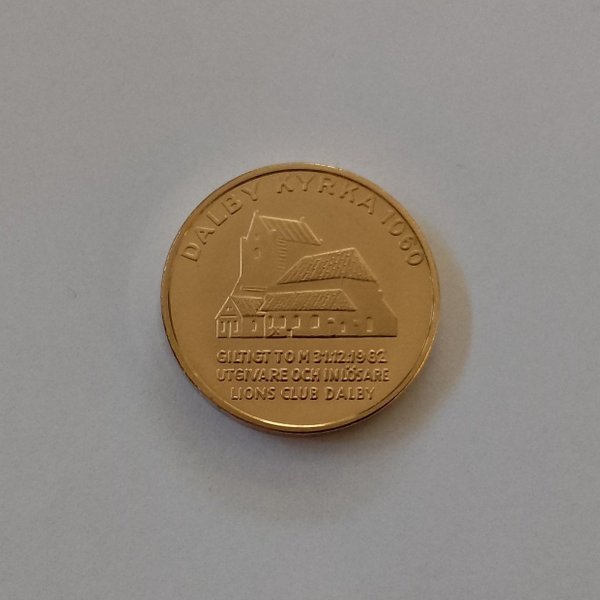 DALBY KYRKA 1060
GILTIGT TO M 31.12.1982
UTGIVARE OCH INLÖSARE
LIONS CLUB DALBY